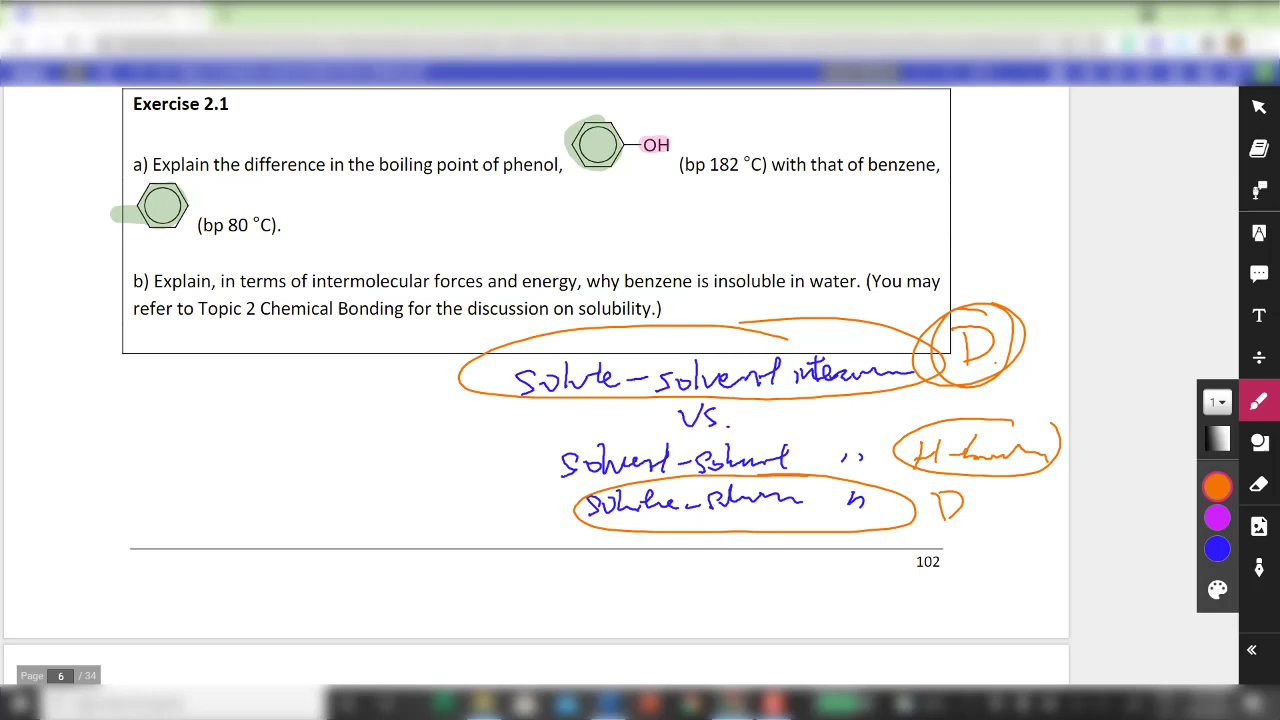 Exercise 2.1
a) Explain the difference in the boiling point of phenol, OH (bp 182 °C) with that of benzene,
(bp 80 °C).
b) Explain, in terms of intermolecular forces and energy, why benzene is insoluble in water. (You may
refer to Topic 2 Chemical Bonding for the discussion on solubility.)
D
solute - solvent
vs.
solvent - solvent
D
102
Page 6 / 34
1
T